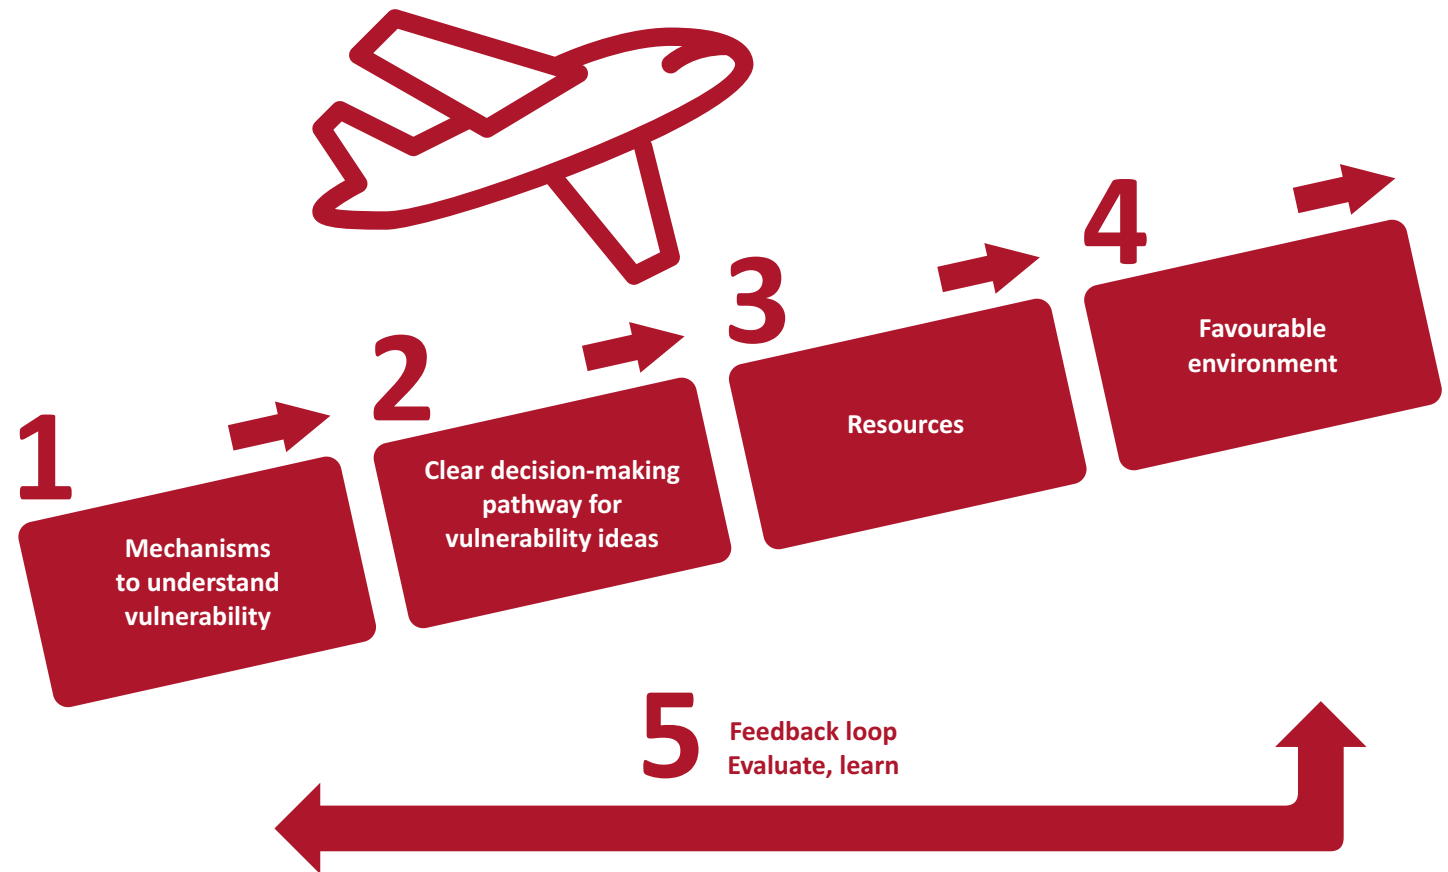 1
Mechanisms
to understand
vulnerability
2
Clear decision-making
pathway for
vulnerability ideas
3
Resources
4
Favourable
environment
5
Feedback loop
Evaluate, learn